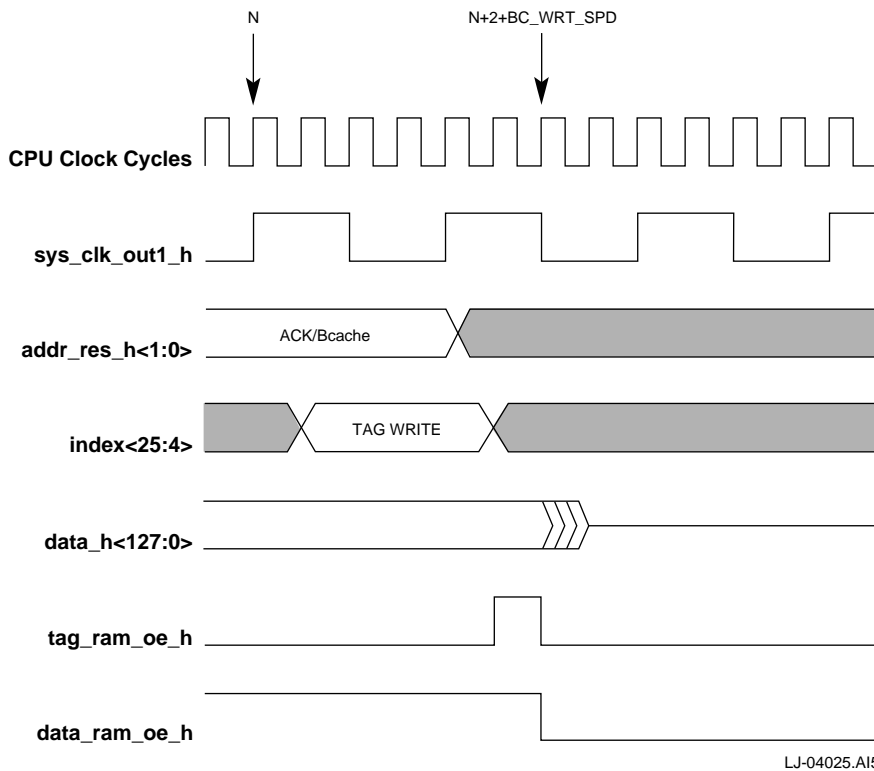 N
N+2+BC_WRT_SPD
CPU Clock Cycles
sys_clk_out1_h
addr_res_h<1:0>
ACK/Bcache
index<25:4>
TAG WRITE
data_h<127:0>
tag_ram_oe_h
data_ram_oe_h
LJ-04025.AI5